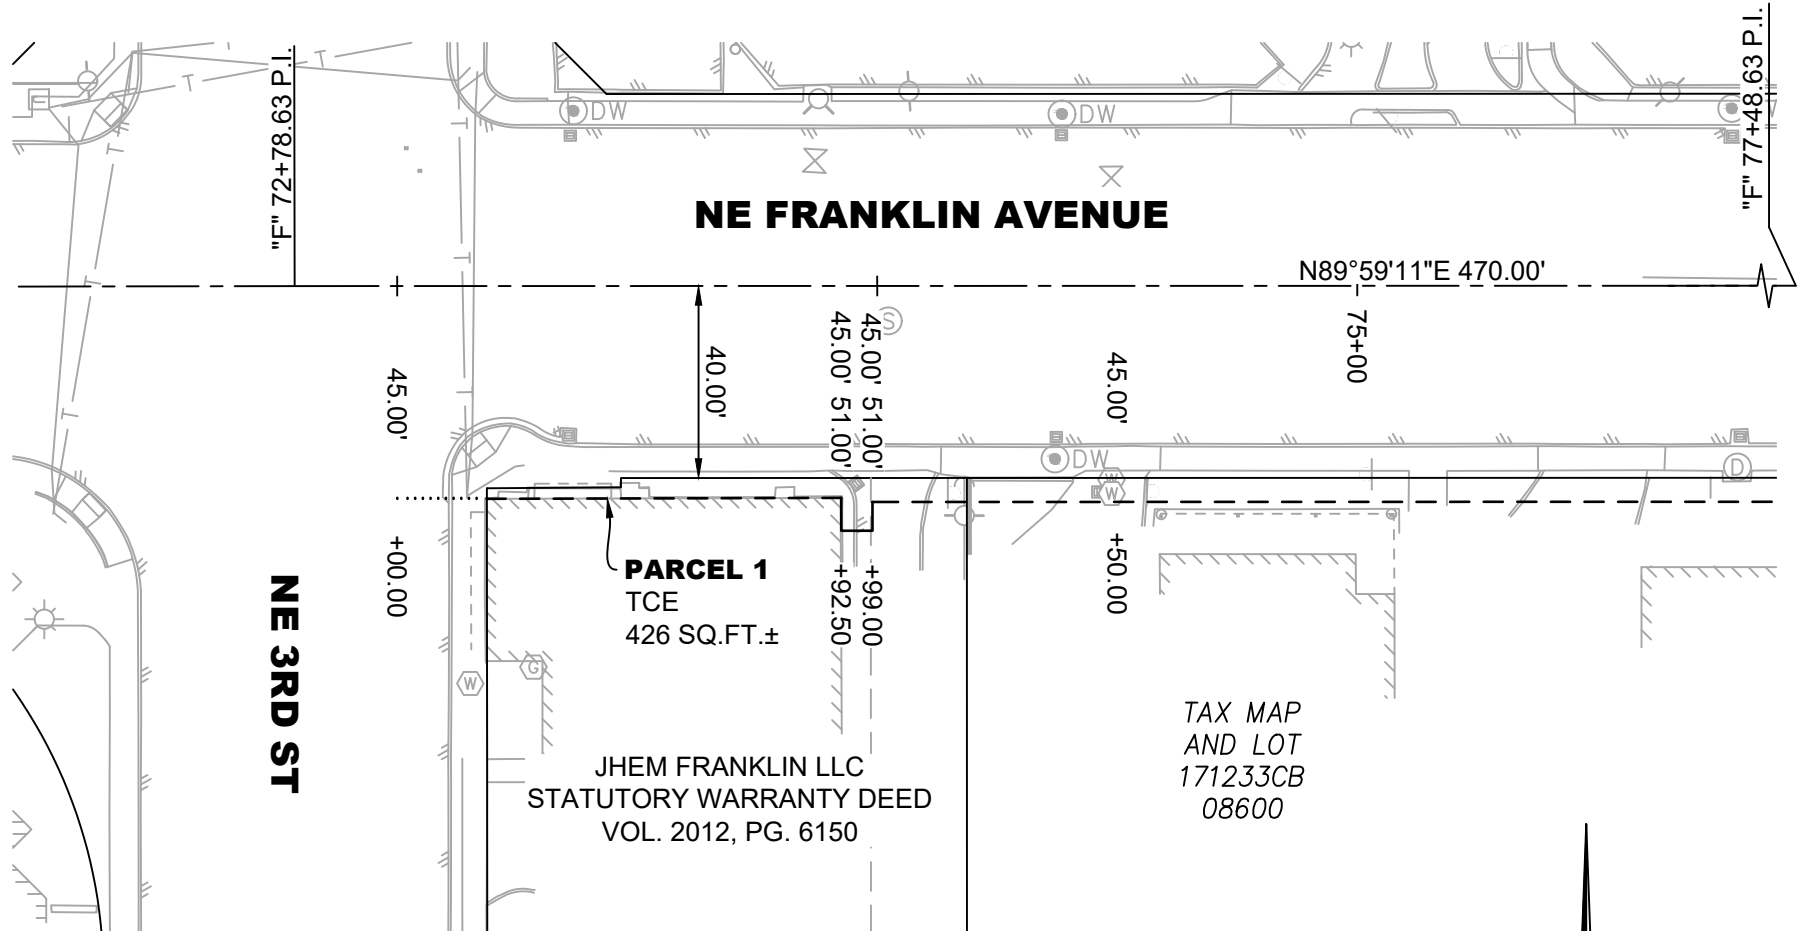 "F" 72+78.63 P.I.
"F" 77+48.63 P.I.
DW
DW
NE FRANKLIN AVENUE
N89°59'11"E 470.00'
T
T
T
T
T
T
T
T
T
T
S
40.00'
45.00'
45.00' 51.00'
45.00' 51.00'
45.00'
75+00
DW
D
W
W
+00.00
+92.50
+99.00
+50.00
PARCEL 1
TCE
426 SQ.FT.±
NE 3RD ST
W
G
JHEM FRANKLIN LLC
STATUTORY WARRANTY DEED
VOL. 2012, PG. 6150
TAX MAP
AND LOT
171233CB
08600